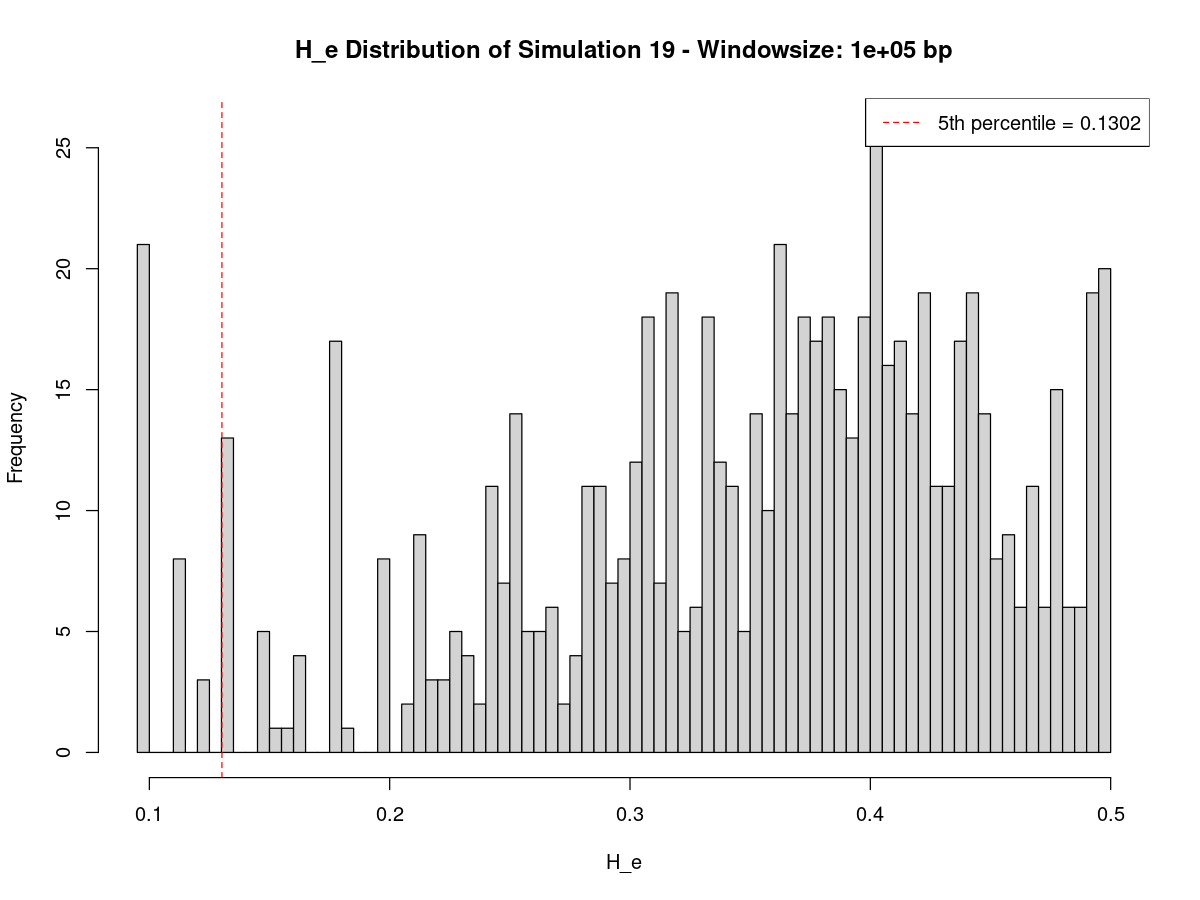 H_e Distribution of Simulation 19 - Windowsize: 1e+05 bp
5th percentile = 0.1302
25
20
15
10
5
0
Frequency
0.1 0.2 0.3 0.4 0.5
H_e